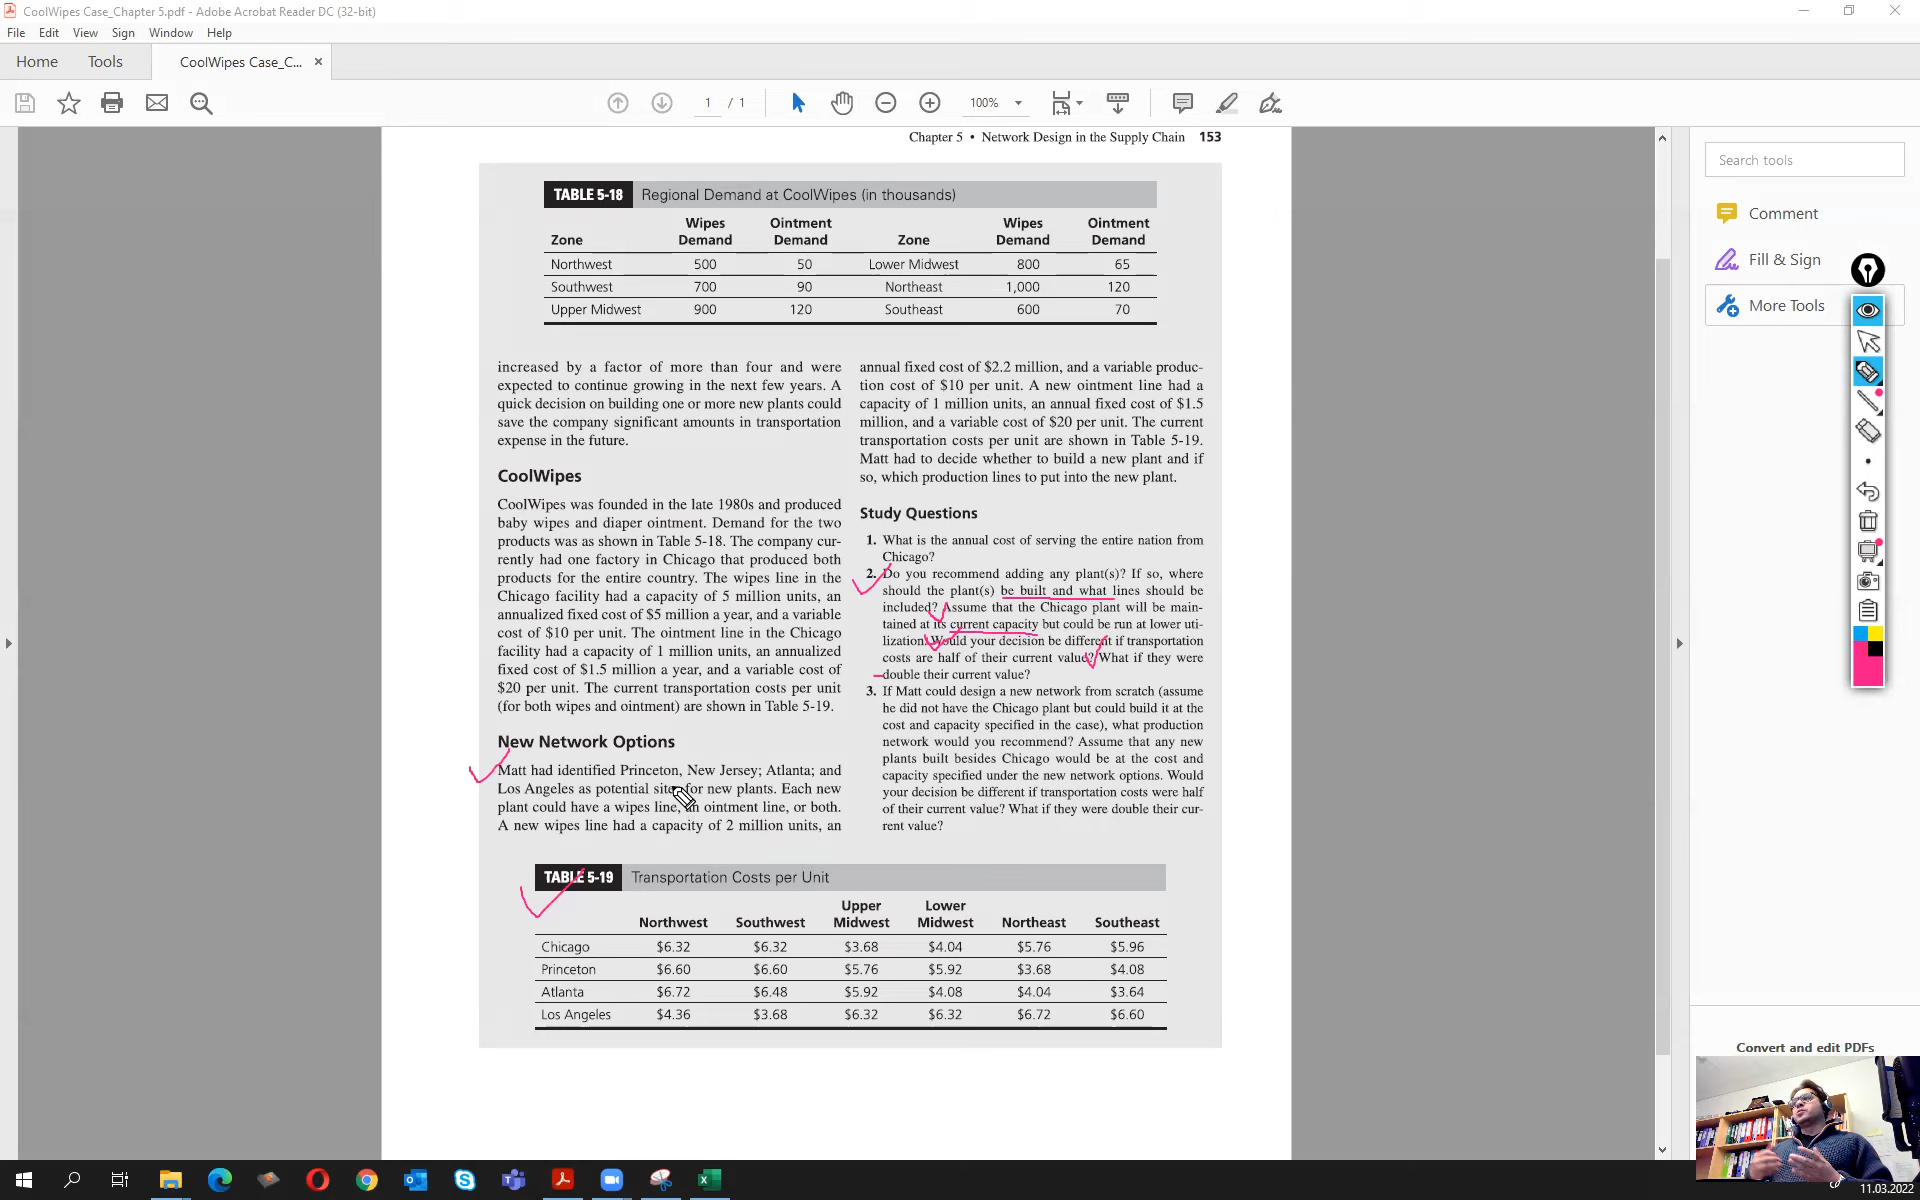 CoolWipes Case_Chapter 5.pdf - Adobe Acrobat Reader DC (32-bit)
File Edit View Sign Window Help
Home Tools CoolWipes Case_C... ×
1 / 1 100%
Chapter 5 • Network Design in the Supply Chain 153
TABLE 5-18 Regional Demand at CoolWipes (in thousands)
Wipes Ointment Wipes Ointment
Zone Demand Demand Zone Demand Demand
Northwest 500 50 Lower Midwest 800 65
Southwest 700 90 Northeast 1,000 120
Upper Midwest 900 120 Southeast 600 70
increased by a factor of more than four and were
expected to continue growing in the next few years. A
quick decision on building one or more new plants could
save the company significant amounts in transportation
expense in the future.
CoolWipes
CoolWipes was founded in the late 1980s and produced
baby wipes and diaper ointment. Demand for the two
products was as shown in Table 5-18. The company cur-
rently had one factory in Chicago that produced both
products for the entire country. The wipes line in the
Chicago facility had a capacity of 5 million units, an
annualized fixed cost of $5 million a year, and a variable
cost of $10 per unit. The ointment line in the Chicago
facility had a capacity of 1 million units, an annualized
fixed cost of $1.5 million a year, and a variable cost of
$20 per unit. The current transportation costs per unit
(for both wipes and ointment) are shown in Table 5-19.
New Network Options
Matt had identified Princeton, New Jersey; Atlanta; and
Los Angeles as potential sites for new plants. Each new
plant could have a wipes line, an ointment line, or both.
A new wipes line had a capacity of 2 million units, an
annual fixed cost of $2.2 million, and a variable produc-
tion cost of $10 per unit. A new ointment line had a
capacity of 1 million units, an annual fixed cost of $1.5
million, and a variable cost of $20 per unit. The current
transportation costs per unit are shown in Table 5-19.
Matt had to decide whether to build a new plant and if
so, which production lines to put into the new plant.
Study Questions
1. What is the annual cost of serving the entire nation from
Chicago?
2. Do you recommend adding any plant(s)? If so, where
should the plant(s) be built and what lines should be
included? Assume that the Chicago plant will be main-
tained at its current capacity but could be run at lower uti-
lization. Would your decision be different if transportation
costs are half of their current value? What if they were
double their current value?
3. If Matt could design a new network from scratch (assume
he did not have the Chicago plant but could build it at the
cost and capacity specified in the case), what production
network would you recommend? Assume that any new
plants built besides Chicago would be at the cost and
capacity specified under the new network options. Would
your decision be different if transportation costs were half
of their current value? What if they were double their cur-
rent value?
TABLE 5-19 Transportation Costs per Unit
Upper Lower
Northwest Southwest Midwest Midwest Northeast Southeast
Chicago $6.32 $6.32 $3.68 $4.04 $5.76 $5.96
Princeton $6.60 $6.60 $5.76 $5.92 $3.68 $4.08
Atlanta $6.72 $6.48 $5.92 $4.08 $4.04 $3.64
Los Angeles $4.36 $3.68 $6.32 $6.32 $6.72 $6.60
Search tools
Comment
Fill & Sign
More Tools
Convert and edit PDFs
11.03.2022